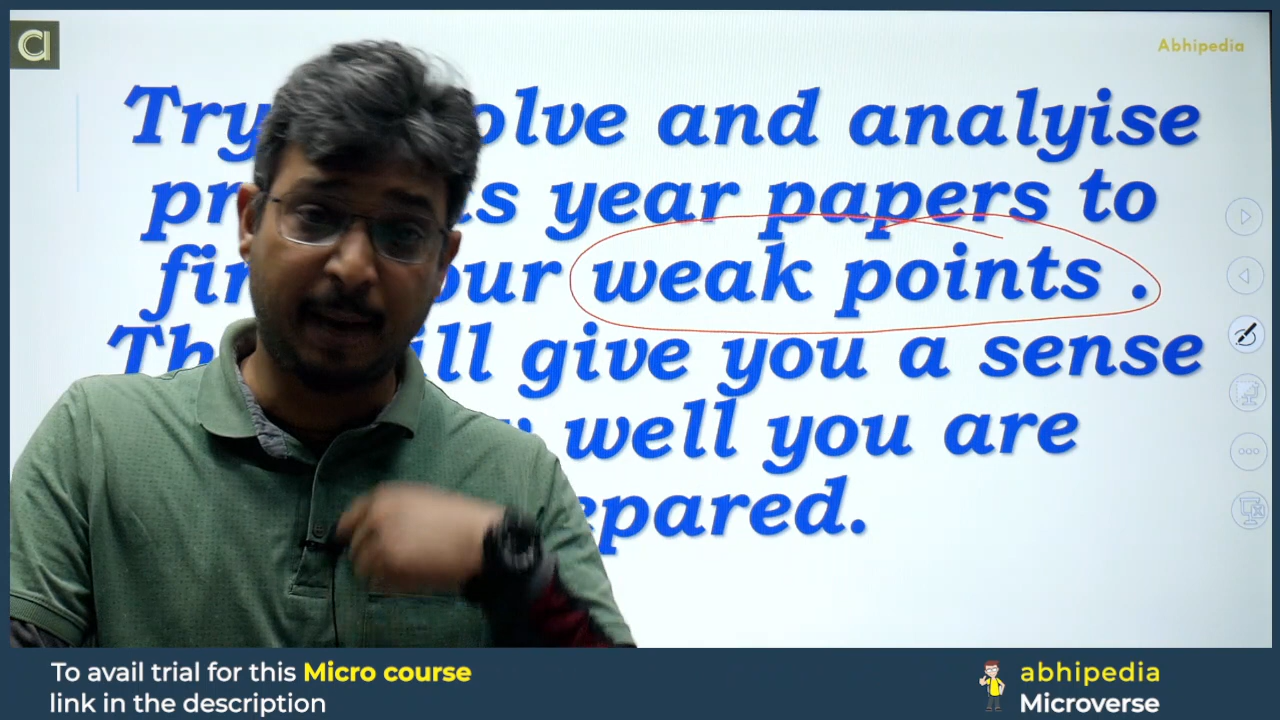 Abhipedia
Try olve and analyise
pr s year papers to
fin our weak points .
Th ill give you a sense
well you are
epared.
To avail trial for this Micro course
link in the description
abhipedia
Microverse